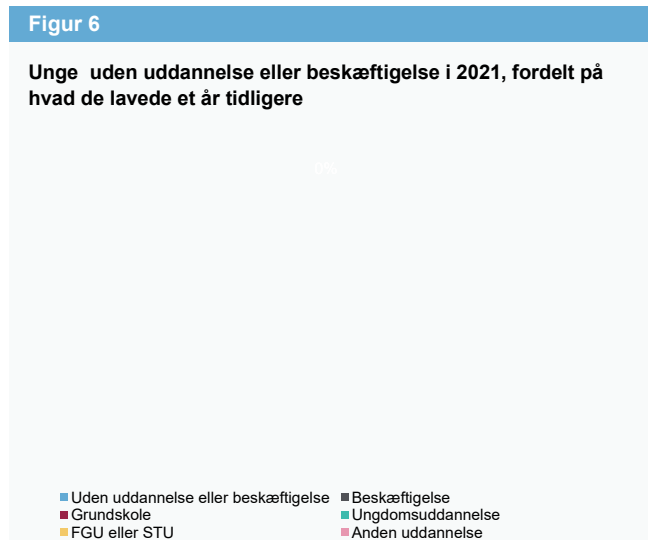 Figur 6
Unge uden uddannelse eller beskæftigelse i 2021, fordelt på
hvad de lavede et år tidligere
0%
Uden uddannelse eller beskæftigelse
Beskæftigelse
Grundskole
Ungdomsuddannelse
FGU eller STU
Anden uddannelse